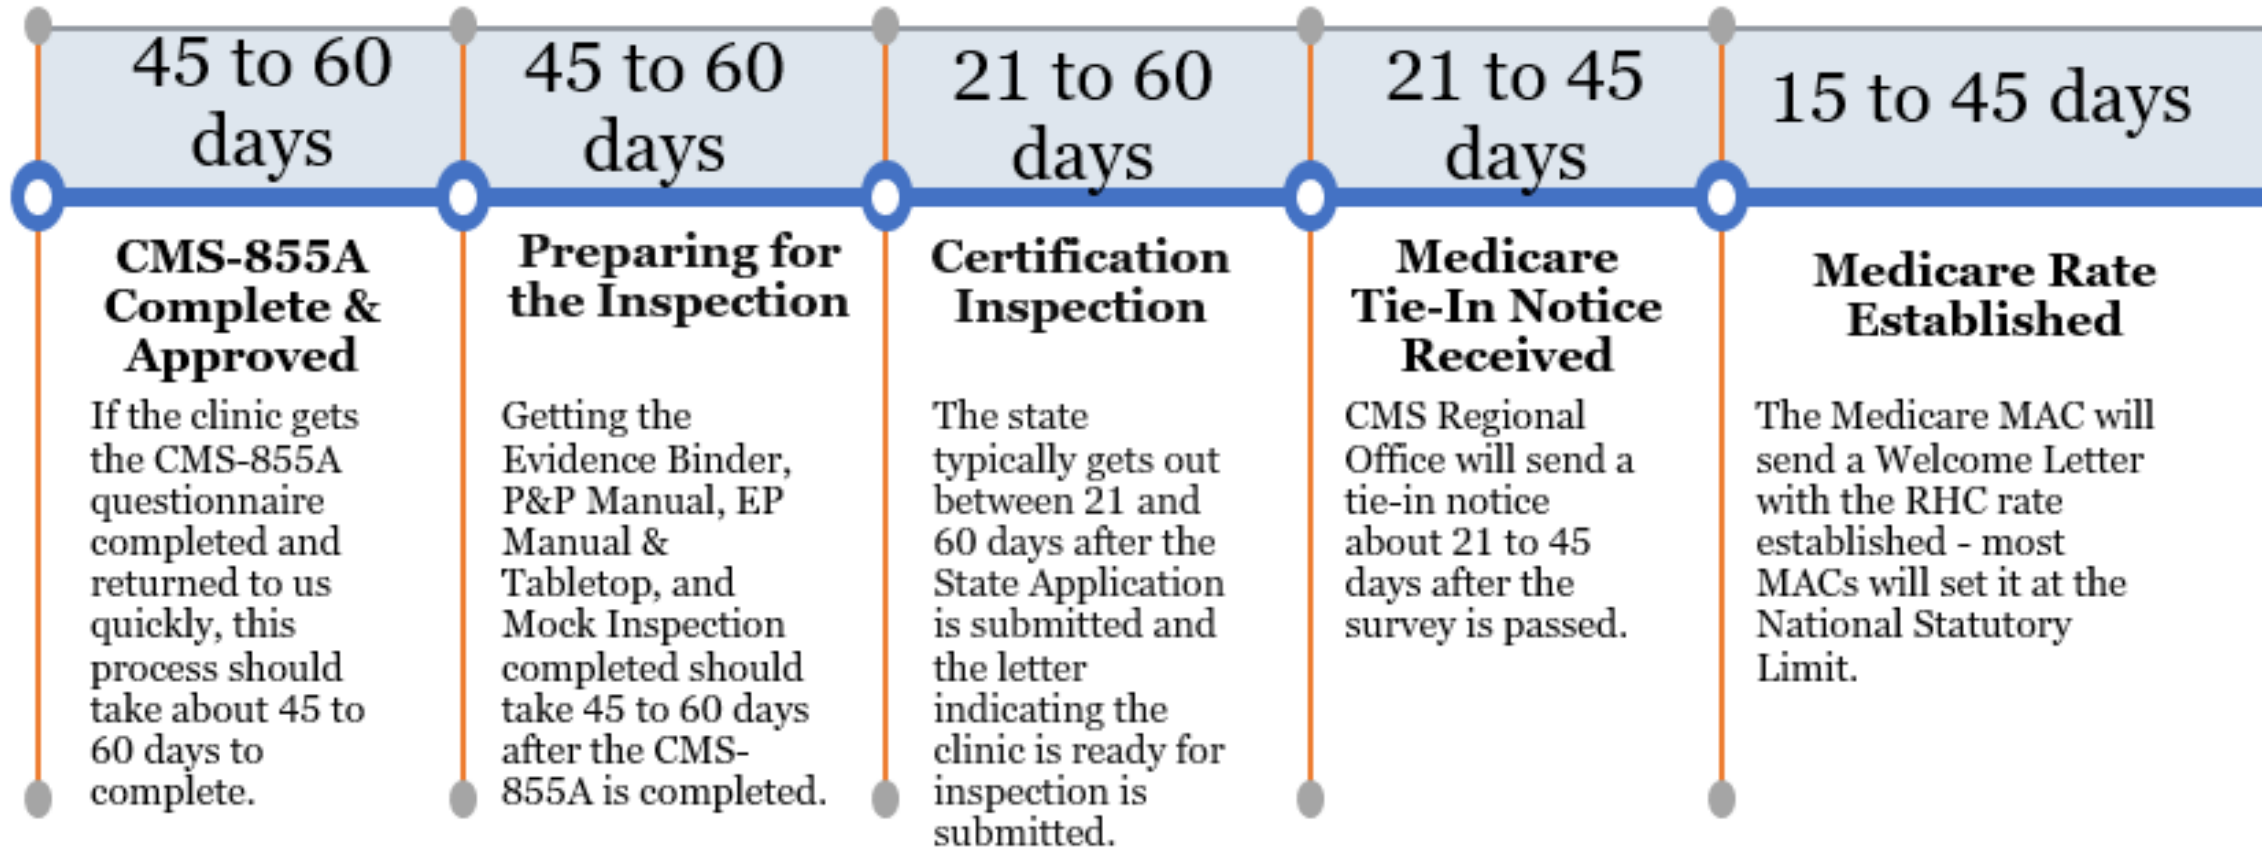 45 to 60
days
CMS-855A
Complete &
Approved
If the clinic gets
the CMS-855A
questionnaire
completed and
returned to us
quickly, this
process should
take about 45 to
60 days to
complete.
45 to 60
days
Preparing for
the Inspection
Getting the
Evidence Binder,
P&P Manual, EP
Manual &
Tabletop, and
Mock Inspection
completed should
take 45 to 60 days
after the CMS-
855A is completed.
21 to 60
days
Certification
Inspection
The state
typically gets out
between 21 and
60 days after the
State Application
is submitted and
the letter
indicating the
clinic is ready for
inspection is
submitted.
21 to 45
days
Medicare
Tie-In Notice
Received
CMS Regional
Office will send a
tie-in notice
about 21 to 45
days after the
survey is passed.
15 to 45 days
Medicare Rate
Established
The Medicare MAC will
send a Welcome Letter
with the RHC rate
established - most
MACs will set it at the
National Statutory
Limit.